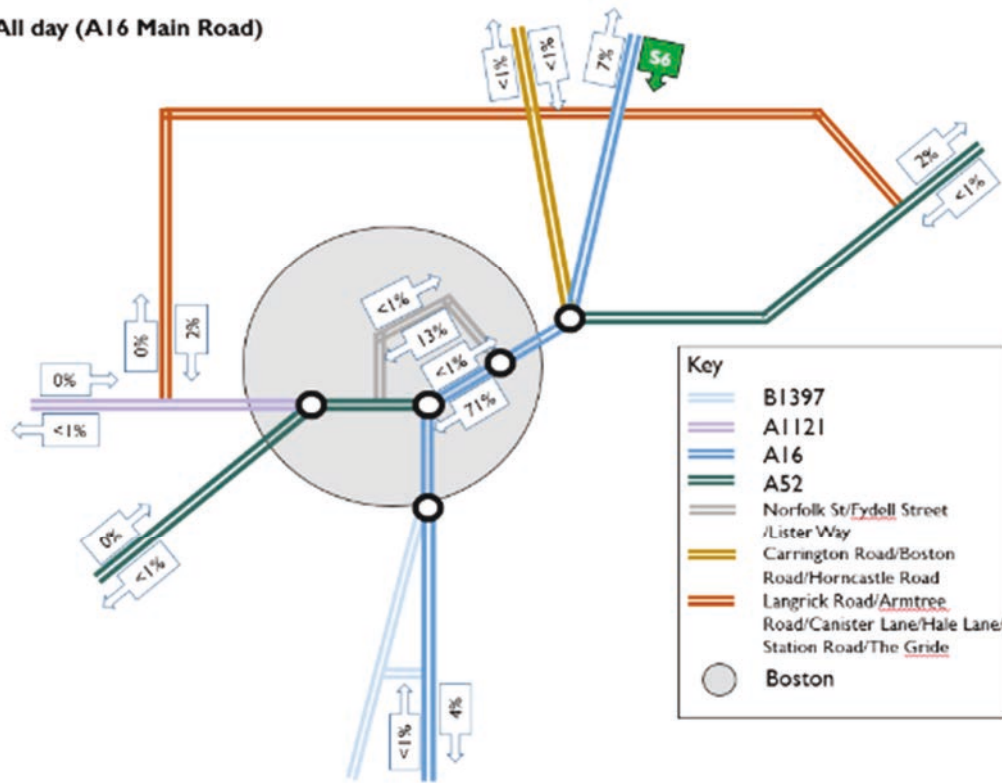 All day (A16 Main Road)
<1%
<1%
7%
S6
2%
<1%
<1%
13%
<1%
71%
0%
2%
0%
<1%
0%
<1%
<1%
4%
Key
B1397
A1121
A16
A52
Norfolk St/Fydell Street
/Lister Way
Carrington Road/Boston
Road/Horncastle Road
Langrick Road/Armtree
Road/Canister Lane/Hale Lane/
Station Road/The Gride
Boston